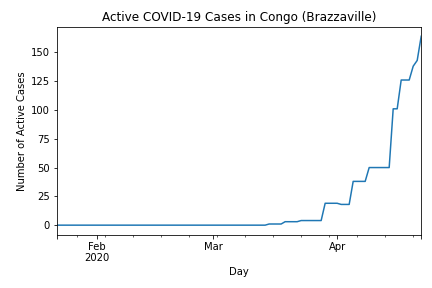 Active COVID-19 Cases in Congo (Brazzaville)
Number of Active Cases
150
125
100
75
50
25
0
Feb
2020
Mar
Apr
Day